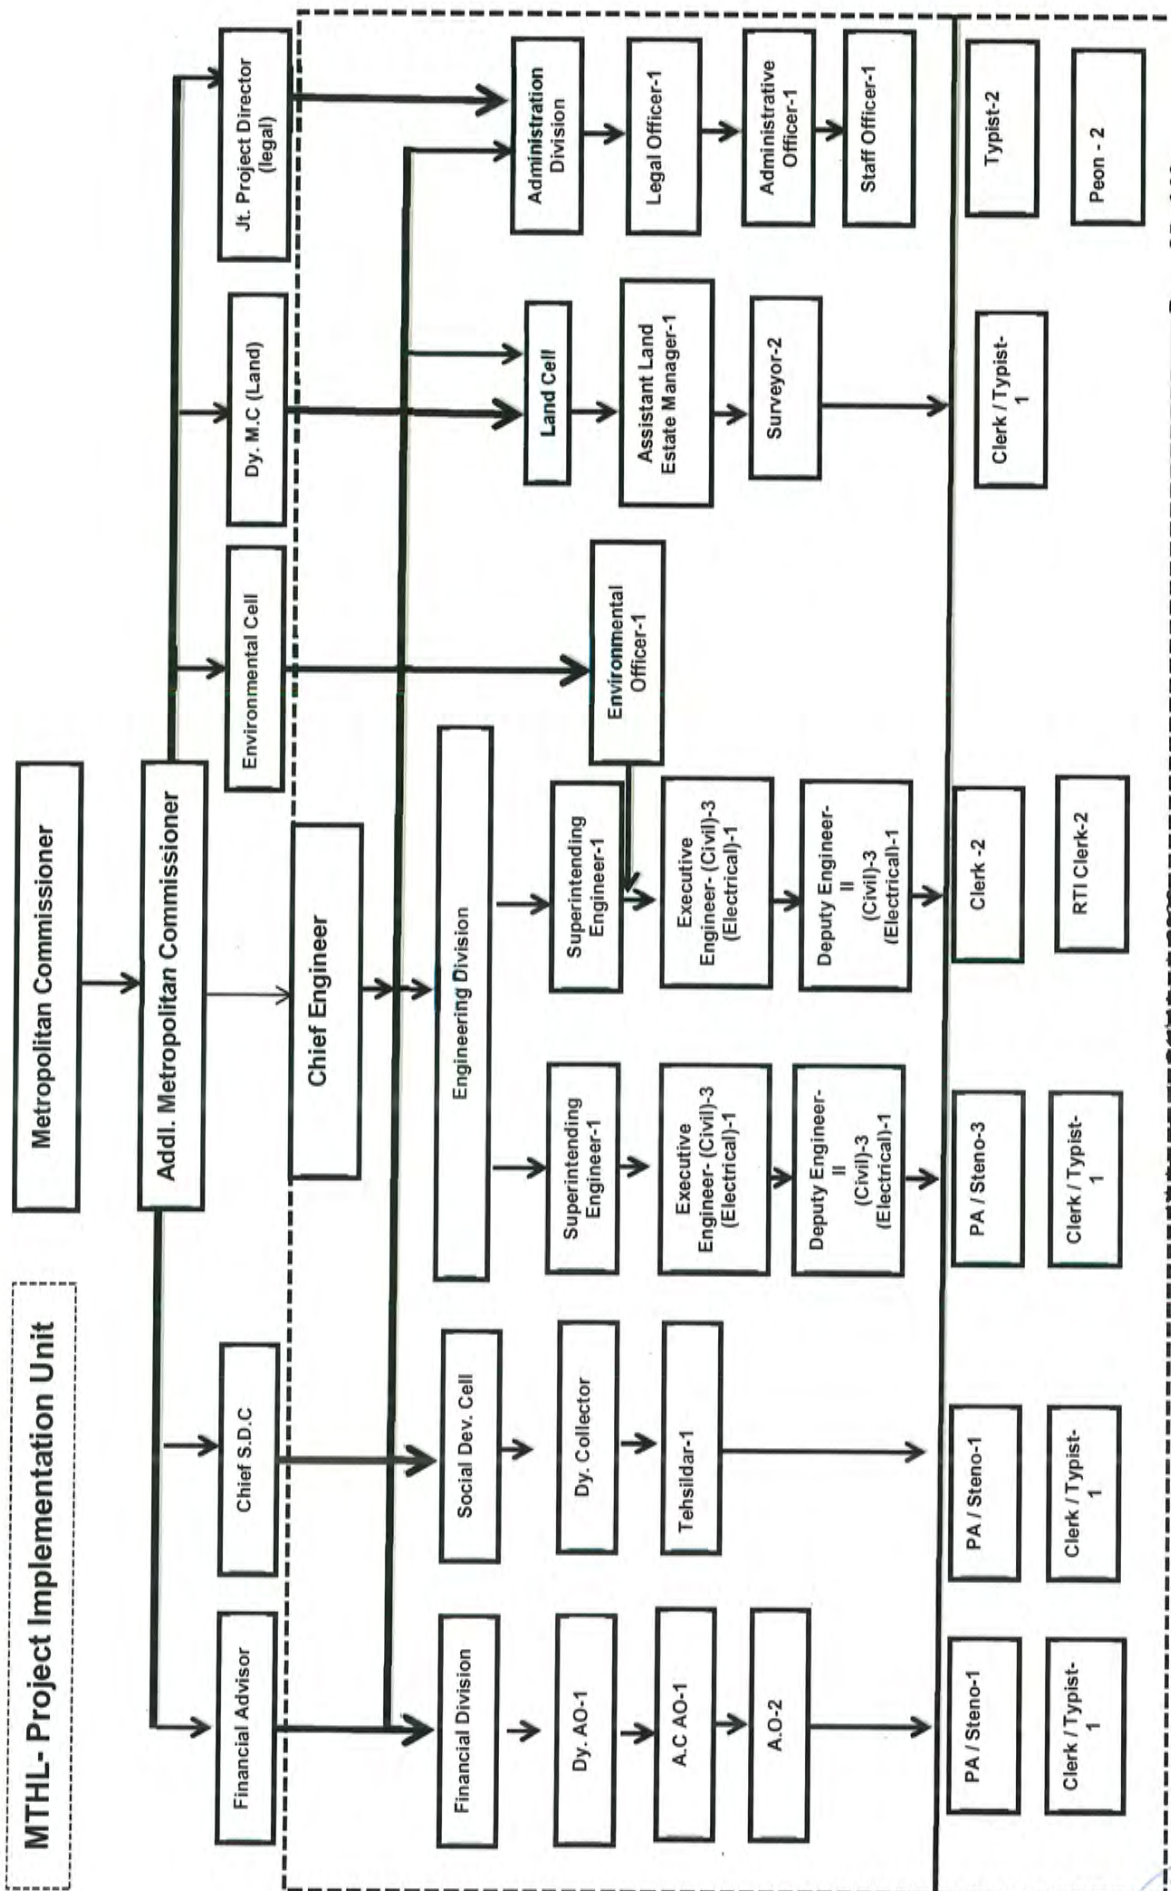 MTHL- Project Implementation Unit
Metropolitan Commissioner
Addl. Metropolitan Commissioner
Financial Advisor
Chief S.D.C
Chief Engineer
Environmental Cell
Dy. M.C (Land)
Jt. Project Director
(legal)
Financial Division
Social Dev. Cell
Engineering Division
Land Cell
Administration
Division
Dy. AO-1
Dy. Collector
Superintending
Engineer-1
Superintending
Engineer-1
Environmental
Officer-1
Assistant Land
Estate Manager-1
Legal Officer-1
A.C AO-1
Tehsildar-1
Executive
Engineer- (Civil)-3
(Electrical)-1
Executive
Engineer- (Civil)-3
(Electrical)-1
Surveyor-2
Administrative
Officer-1
A.O-2
Deputy Engineer-
II
(Civil)-3
(Electrical)-1
Deputy Engineer-
II
(Civil)-3
(Electrical)-1
Staff Officer-1
PA / Steno-1
PA / Steno-1
PA / Steno-3
Clerk -2
Clerk / Typist-
1
Typist-2
Clerk / Typist-
1
Clerk / Typist-
1
Clerk / Typist-
1
RTI Clerk-2
Peon - 2